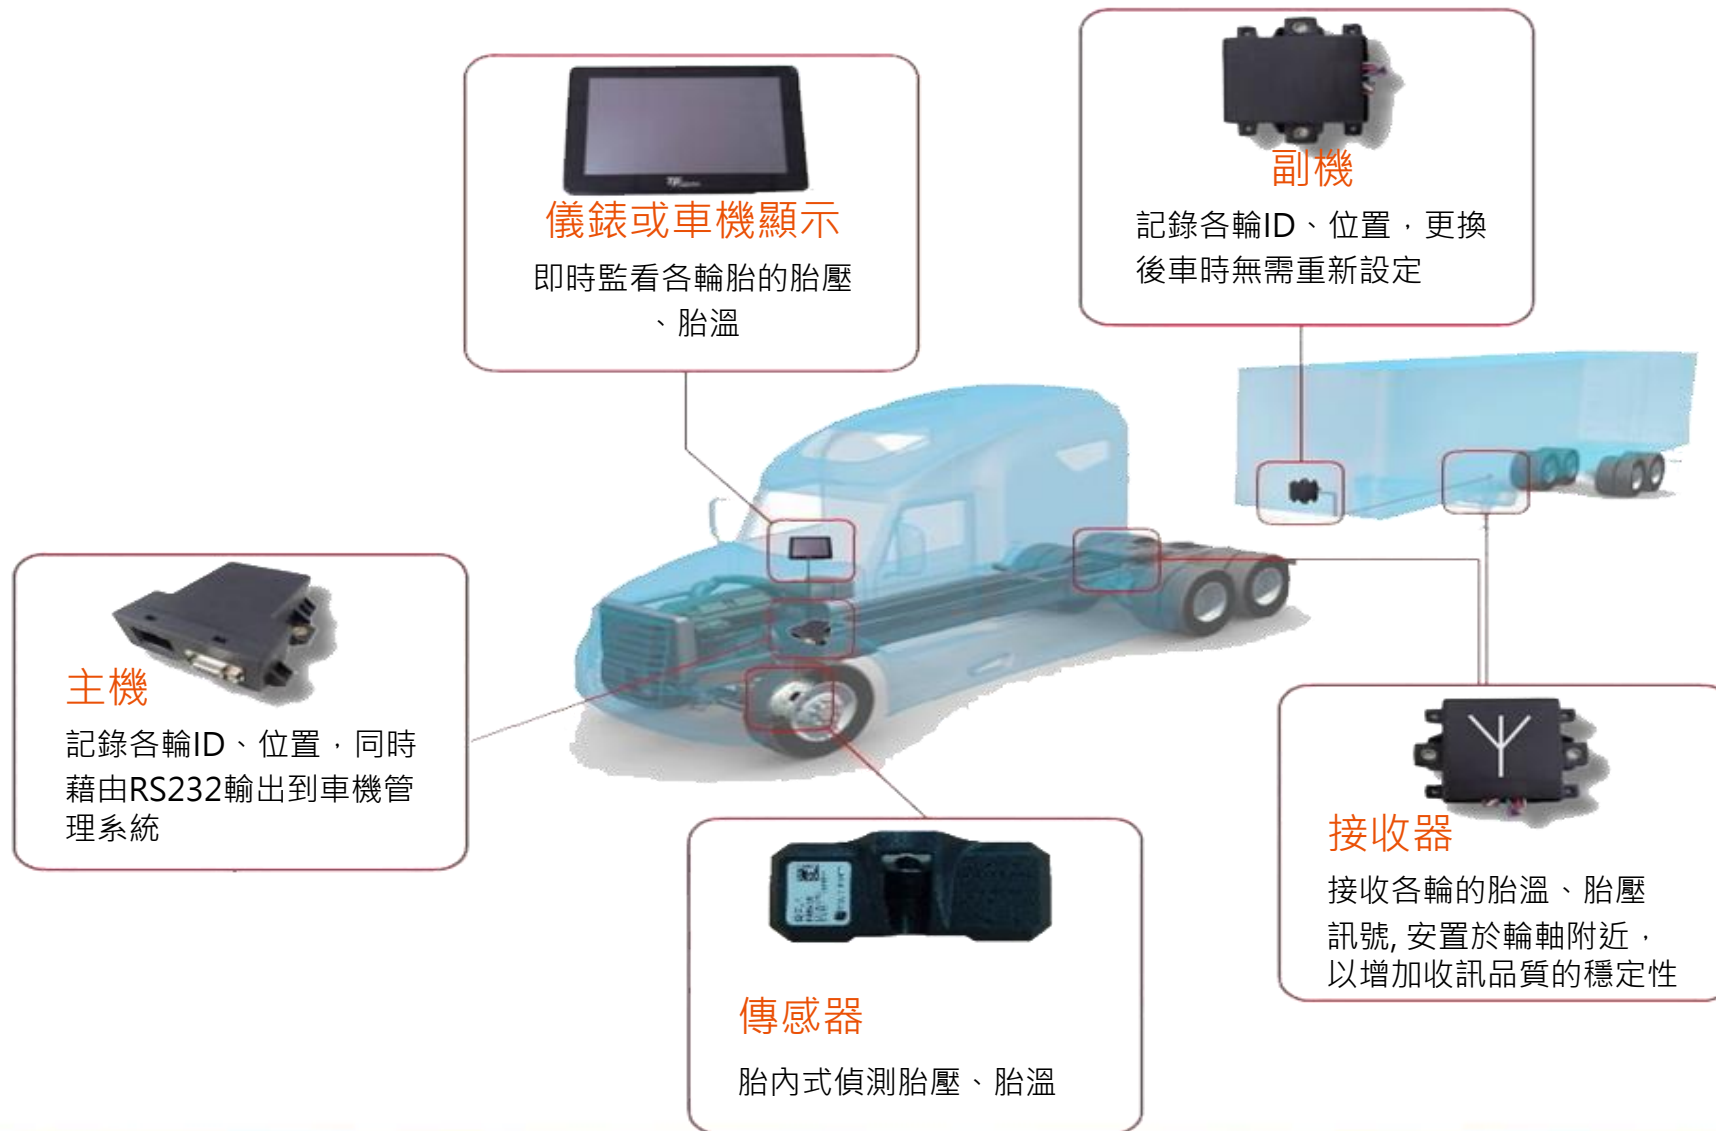 儀錶或車機顯示
即時監看各輪胎的胎壓
、胎溫
副機
記錄各輪ID、位置，更換
後車時無需重新設定
主機
記錄各輪ID、位置，同時
藉由RS232輸出到車機管
理系統
傳感器
胎內式偵測胎壓、胎溫
接收器
接收各輪的胎溫、胎壓
訊號, 安置於輪軸附近，
以增加收訊品質的穩定性